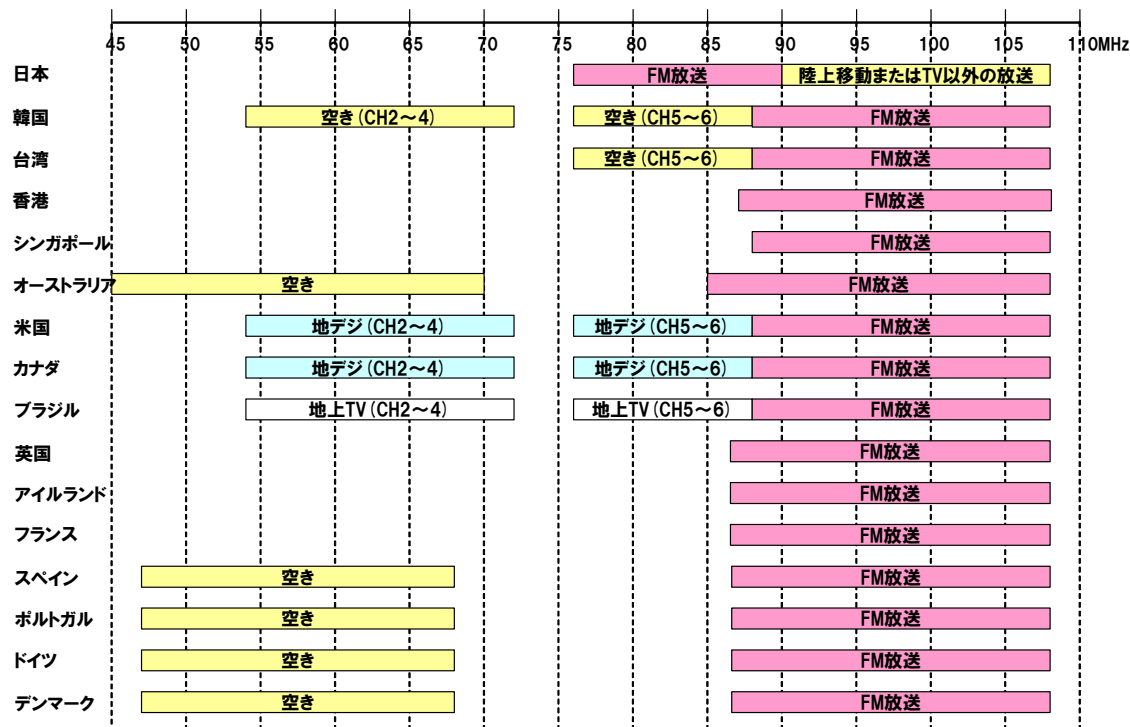 45 50 55 60 65 70 75 80 85 90 95 100 105 110MHz
日本 FM放送 陸上移動またはTV以外の放送
韓国 空き(CH2～4) 空き(CH5～6) FM放送
台湾 空き(CH5～6) FM放送
香港 FM放送
シンガポール FM放送
オーストラリア 空き FM放送
米国 地デジ(CH2～4) 地デジ(CH5～6) FM放送
カナダ 地デジ(CH2～4) 地デジ(CH5～6) FM放送
ブラジル 地上TV(CH2～4) 地上TV(CH5～6) FM放送
英国 FM放送
アイルランド FM放送
フランス FM放送
スペイン 空き FM放送
ポルトガル 空き FM放送
ドイツ 空き FM放送
デンマーク 空き FM放送